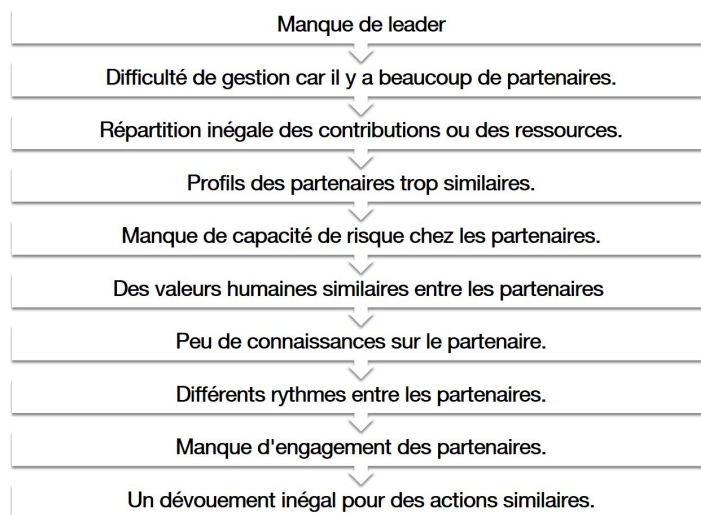 Manque de leader
Difficulté de gestion car il y a beaucoup de partenaires.
Répartition inégale des contributions ou des ressources.
Profils des partenaires trop similaires.
Manque de capacité de risque chez les partenaires.
Des valeurs humaines similaires entre les partenaires
Peu de connaissances sur le partenaire.
Différents rythmes entre les partenaires.
Manque d'engagement des partenaires.
Un dévouement inégal pour des actions similaires.